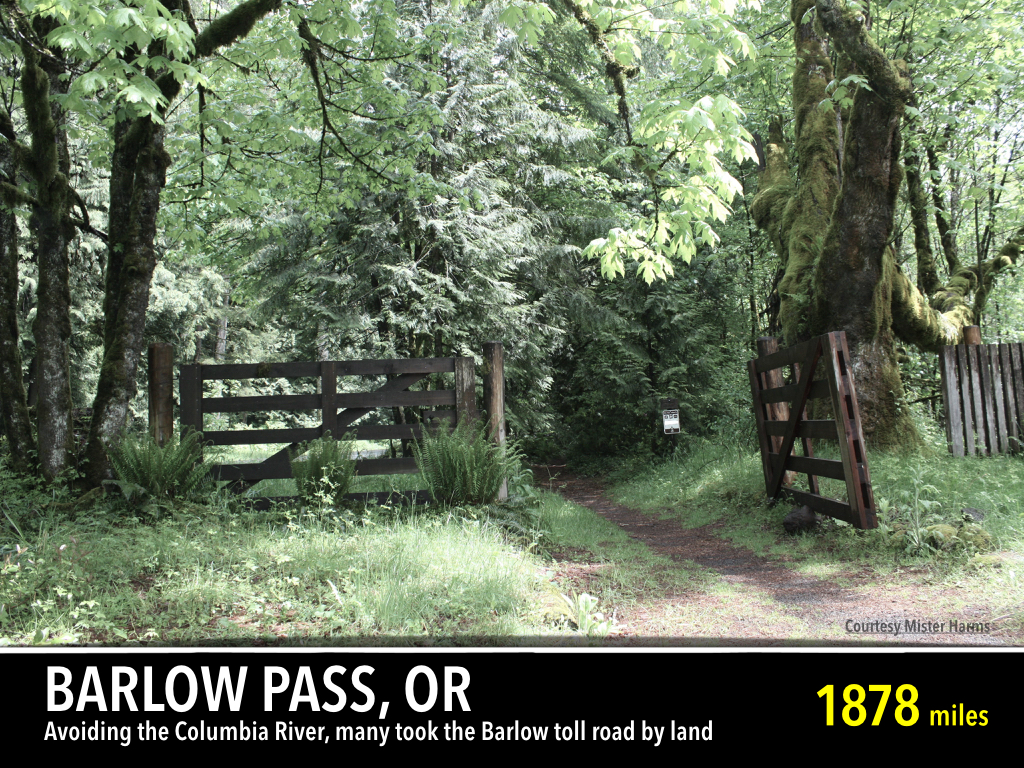 Courtesy Mister Harms
BARLOW PASS, OR
Avoiding the Columbia River, many took the Barlow toll road by land
1878 miles